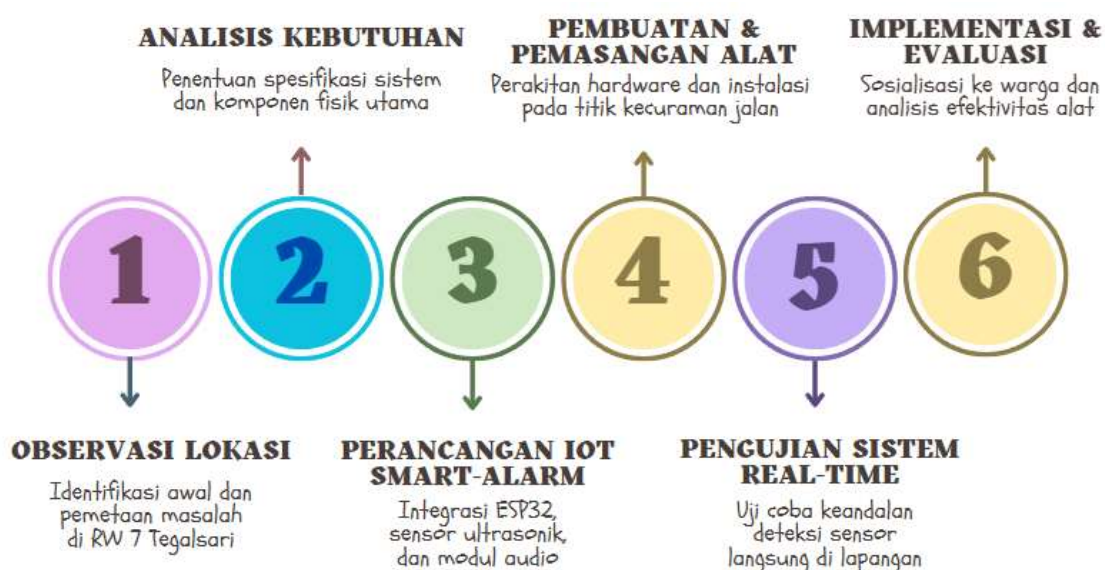 1
OBSERVASI LOKASI
Identifikasi awal dan
pemetaan masalah
di RW 7 Tegalsari
2
ANALISIS KEBUTUHAN
Penentuan spesifikasi sistem
dan komponen fisik utama
3
PERANCANGAN IOT
SMART-ALARM
Integrasi ESP32,
sensor ultrasonik,
dan modul audio
4
PEMBUATAN &
PEMASANGAN ALAT
Perakitan hardware dan instalasi
pada titik kecuraman jalan
5
PENGUJIAN SISTEM
REAL-TIME
Uji coba keandalan
deteksi sensor
langsung di lapangan
6
IMPLEMENTASI &
EVALUASI
Sosialisasi ke warga dan
analisis efektivitas alat